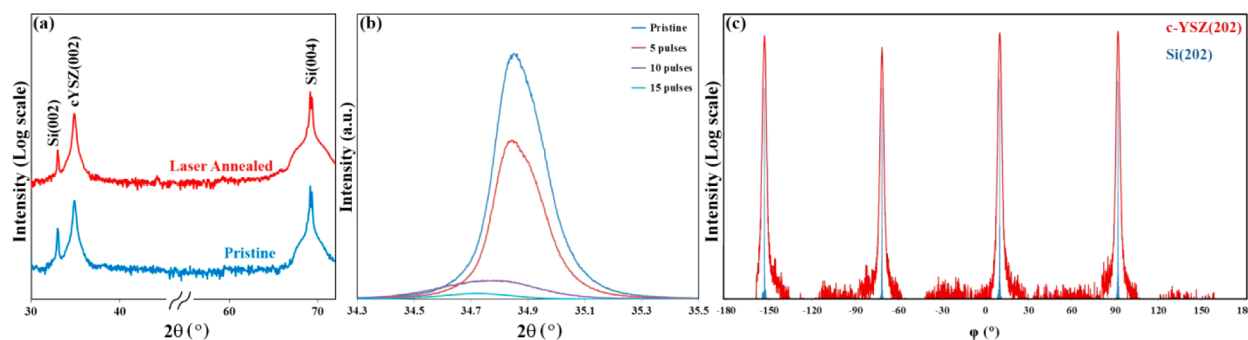 (a)
Intensity (Log scale)
Si(002)
cYSZ(002)
Si(004)
Laser Annealed
Pristine
30 40 60 70
2θ (°)
(b)
Intensity (a.u.)
Pristine
5 pulses
10 pulses
15 pulses
34.3 34.5 34.7 34.9 35.1 35.3 35.5
2θ (°)
(c)
Intensity (Log scale)
c-YSZ(202)
Si(202)
-180 -150 -120 -90 -60 -30 0 30 60 90 120 150 180
φ (°)